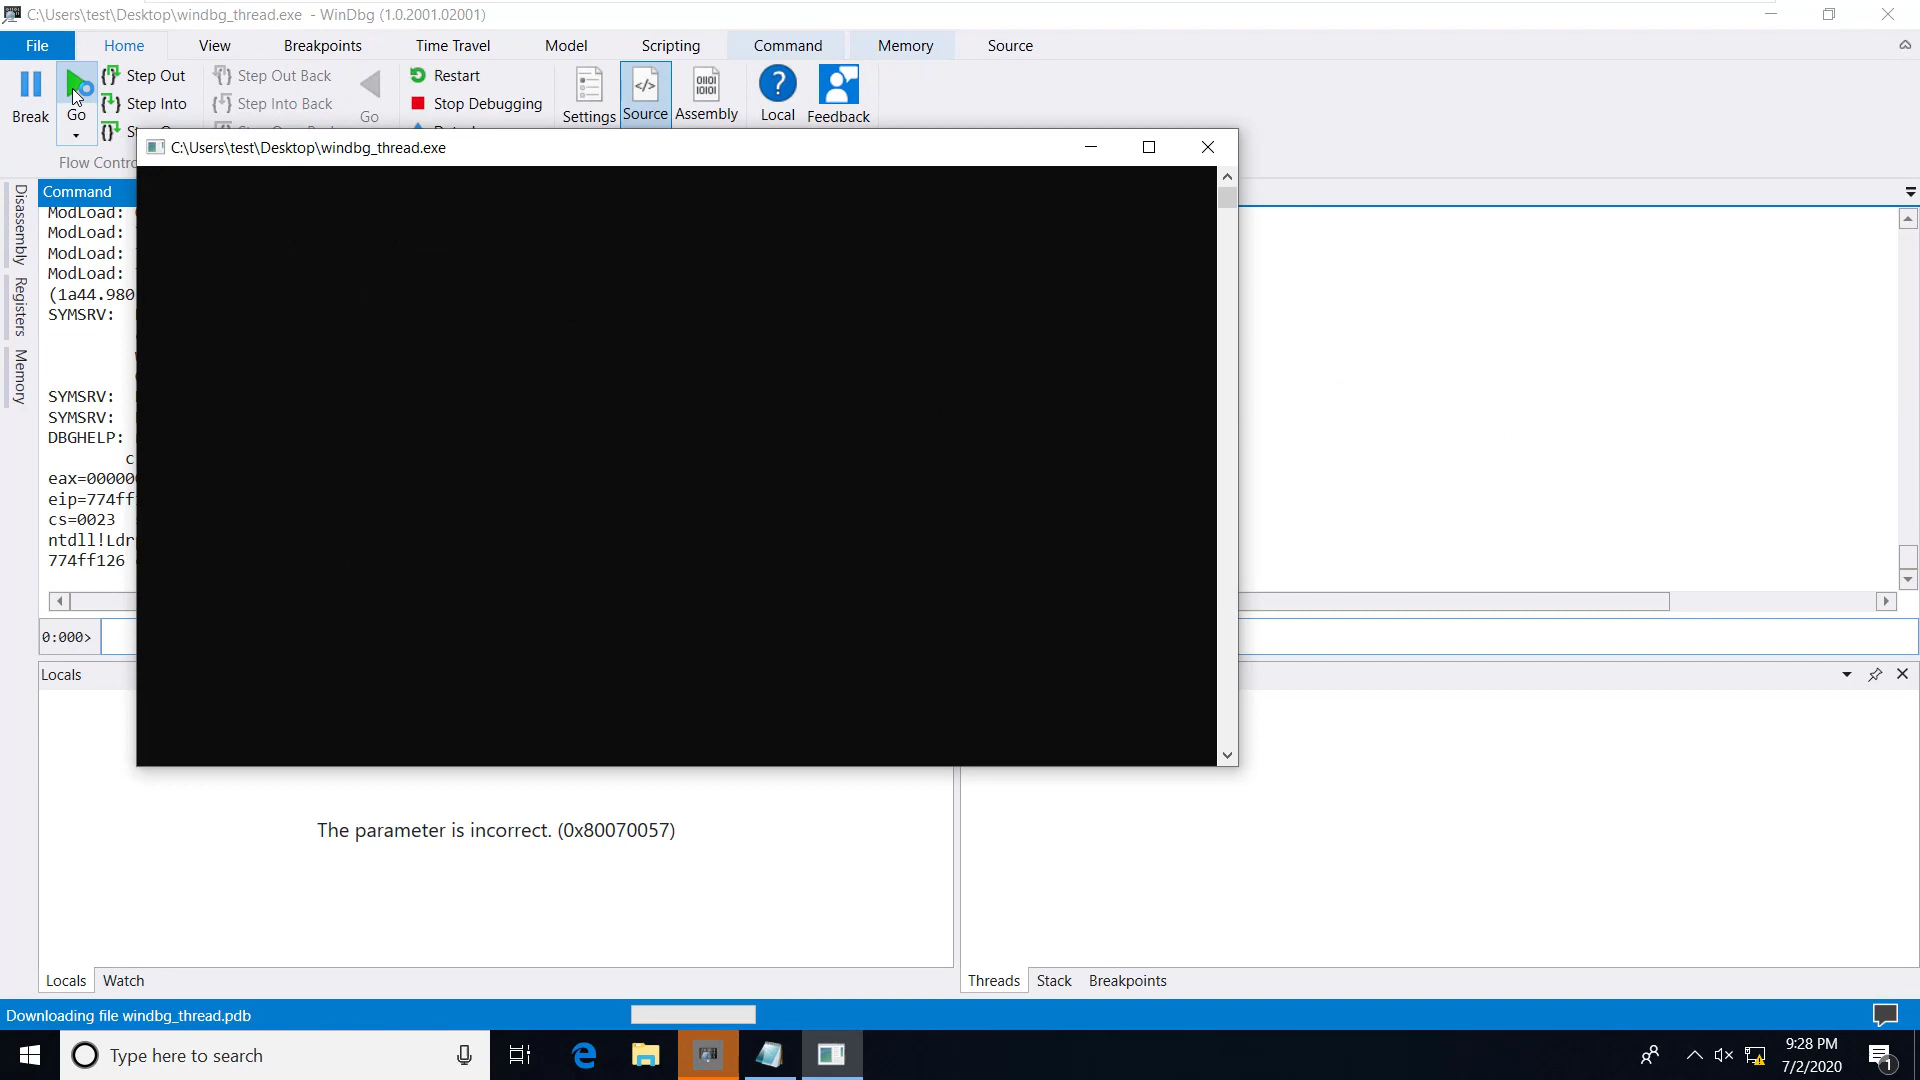 C:\Users\test\Desktop\windbg_thread.exe - WinDbg (1.0.2001.02001)
File Home View Breakpoints Time Travel Model Scripting Command Memory Source
Break
Go
Step Out
Step Into
Step Out Back
Step Into Back
Go
Restart
Stop Debugging
Settings
Source
Assembly
Local
Feedback
Flow Contr
C:\Users\test\Desktop\windbg_thread.exe
Disassembly
Registers
Memory
Command
ModLoad:
ModLoad:
ModLoad:
ModLoad:
(1a44.980
SYMSRV:
SYMSRV:
SYMSRV:
DBGHELP:
c
eax=00000
eip=774ff
cs=0023
ntdll!Ldr
774ff126
0:000>
Locals
The parameter is incorrect. (0x80070057)
Locals Watch
Threads Stack Breakpoints
Downloading file windbg_thread.pdb
Type here to search
9:28 PM
7/2/2020
1